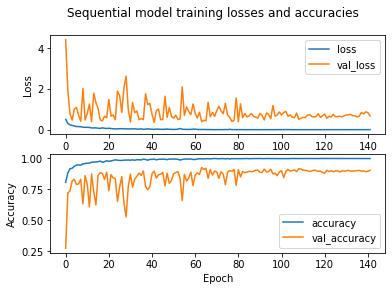 Sequential model training losses and accuracies
4
2
0
Loss
loss
val_loss
0 20 40 60 80 100 120 140
1.00
0.75
0.50
0.25
Accuracy
accuracy
val_accuracy
0 20 40 60 80 100 120 140
Epoch